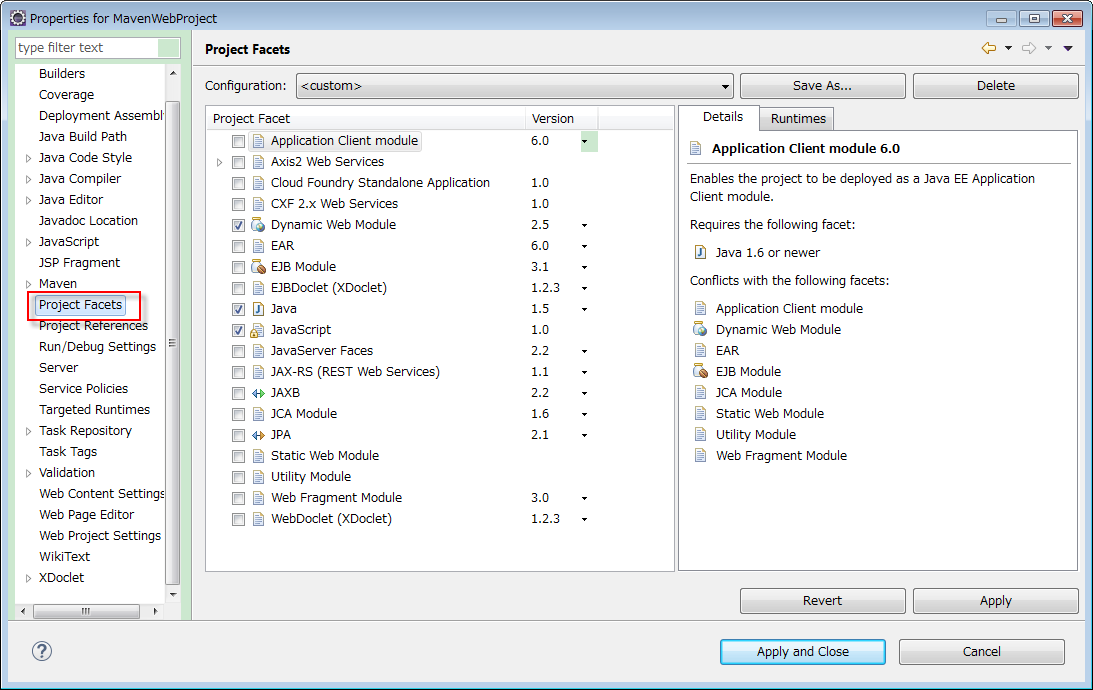 Properties for MavenWebProject
type filter text
Builders
Coverage
Deployment Assembl
Java Build Path
Java Code Style
Java Compiler
Java Editor
Javadoc Location
JavaScript
JSP Fragment
Maven
Project Facets
Project References
Run/Debug Settings
Server
Service Policies
Targeted Runtimes
Task Repository
Task Tags
Validation
Web Content Settings
Web Page Editor
Web Project Settings
WikiText
XDoclet
Project Facets
Configuration: <custom> Save As... Delete
Project Facet Version
Application Client module 6.0
Axis2 Web Services
Cloud Foundry Standalone Application 1.0
CXF 2.x Web Services 1.0
Dynamic Web Module 2.5
EAR 6.0
EJB Module 3.1
EJBDoclet (XDoclet) 1.2.3
Java 1.5
JavaScript 1.0
JavaServer Faces 2.2
JAX-RS (REST Web Services) 1.1
JAXB 2.2
JCA Module 1.6
JPA 2.1
Static Web Module
Utility Module
Web Fragment Module 3.0
WebDoclet (XDoclet) 1.2.3
Details Runtimes
Application Client module 6.0
Enables the project to be deployed as a Java EE Application
Client module.
Requires the following facet:
Java 1.6 or newer
Conflicts with the following facets:
Application Client module
Dynamic Web Module
EAR
EJB Module
JCA Module
Static Web Module
Utility Module
Web Fragment Module
Revert Apply
Apply and Close Cancel